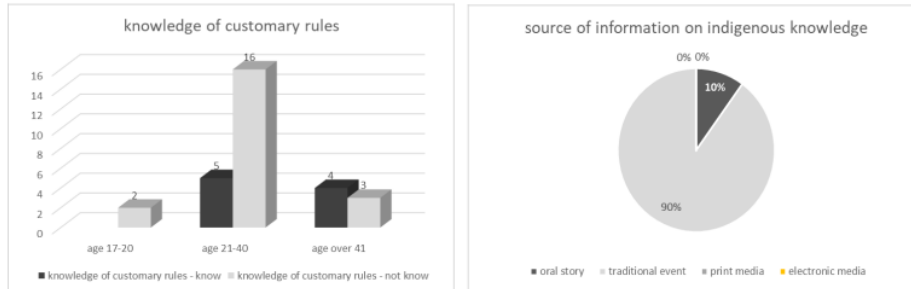 knowledge of customary rules
16
14
12
10
8
6
4
2
0
2
5
16
4
3
age 17-20
age 21-40
age over 41
knowledge of customary rules - know
knowledge of customary rules - not know
source of information on indigenous knowledge
0% 0%
10%
90%
oral story
traditional event
print media
electronic media